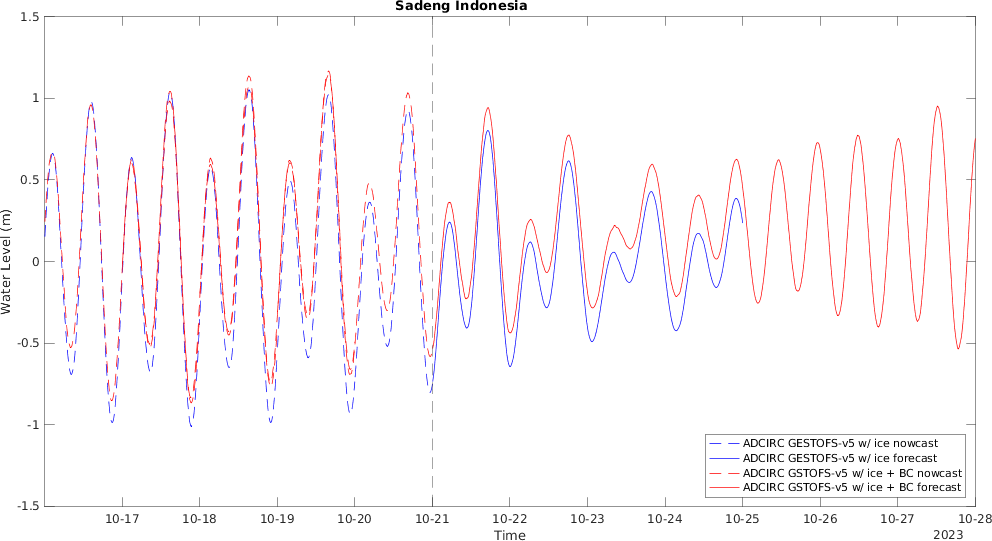 Sadeng Indonesia
1.5
1
0.5
0
-0.5
-1
-1.5
Water Level (m)
10-17 10-18 10-19 10-20 10-21 10-22 10-23 10-24 10-25 10-26 10-27 10-28
Time
2023
ADCIRC GESTOFS-v5 w/ ice nowcast
ADCIRC GESTOFS-v5 w/ ice forecast
ADCIRC GSTOFS-v5 w/ ice + BC nowcast
ADCIRC GSTOFS-v5 w/ ice + BC forecast